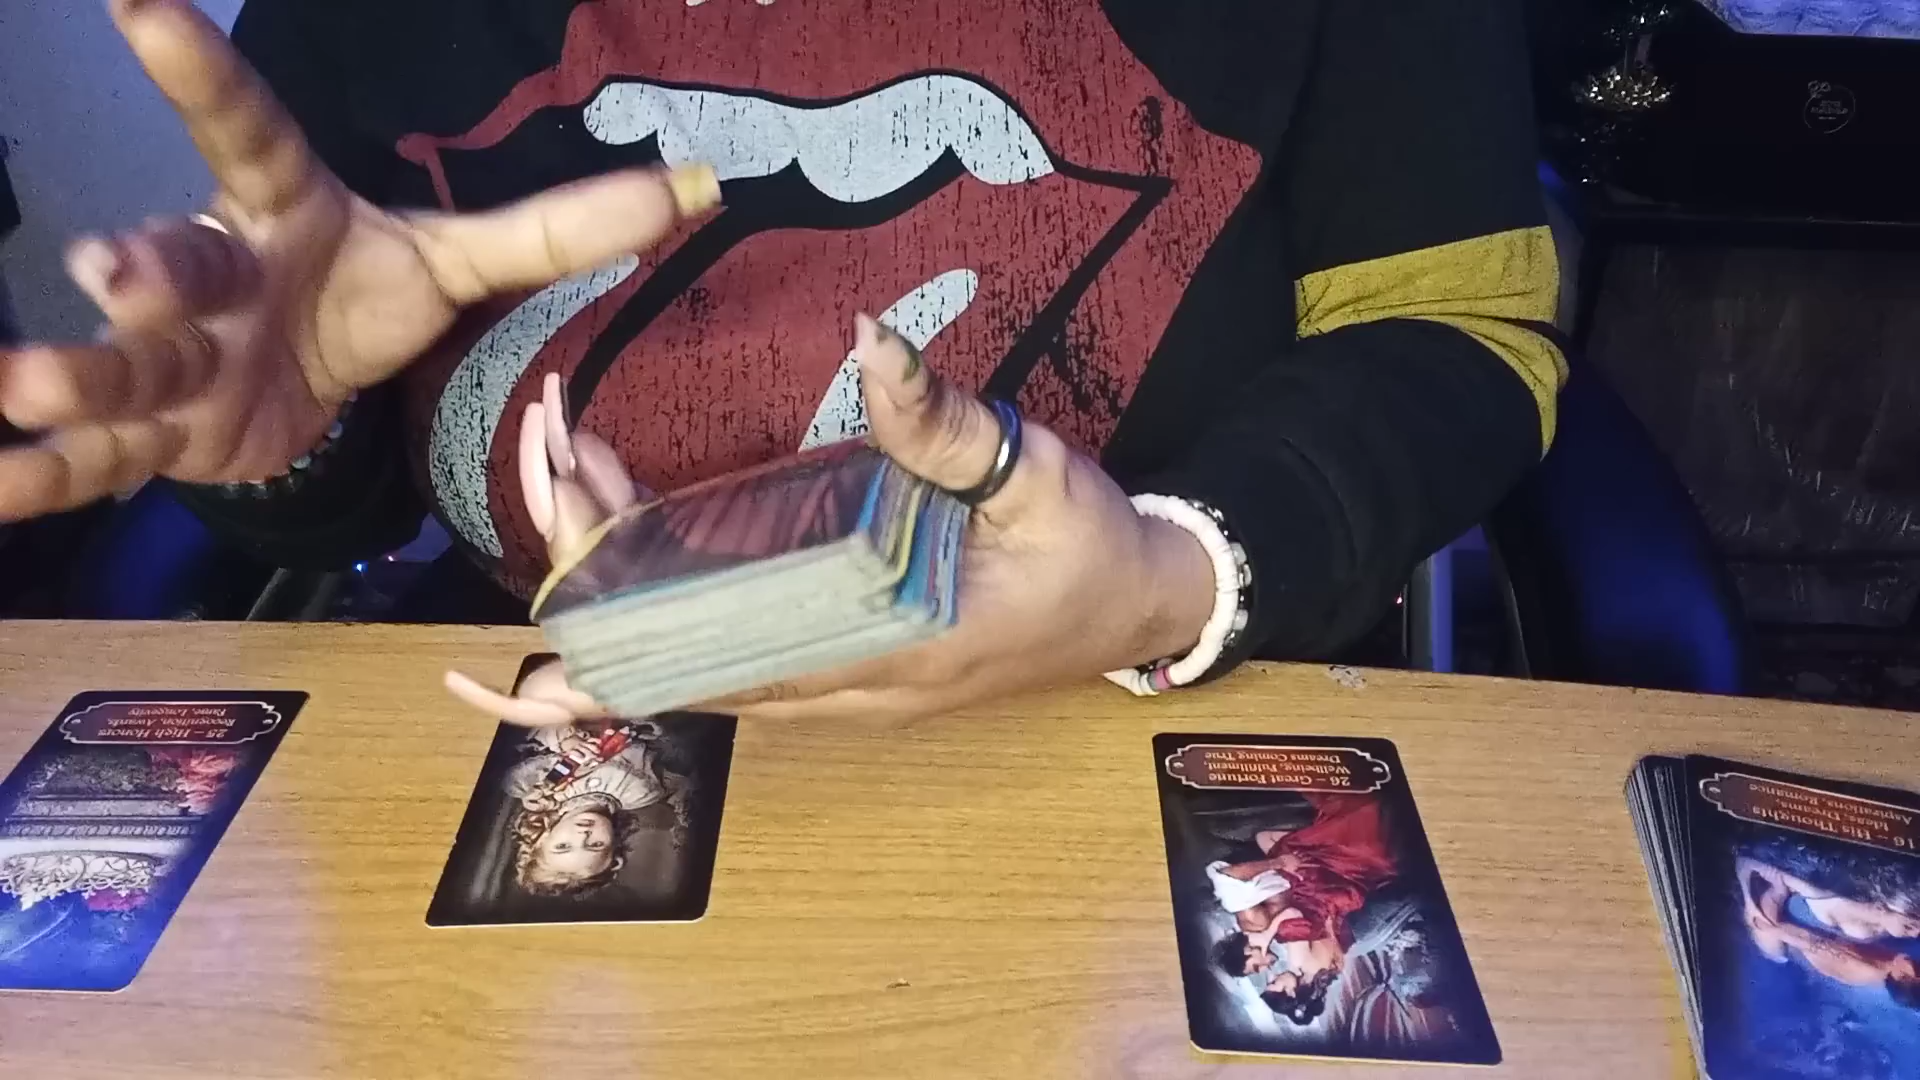 25 – High Honors
Recognition, Awards,
Fame, Longevity
26 – Great Fortune
Wellbeing, Fulfillment,
Dreams Coming True
16 – His Thoughts
Ideas, Dreams,
Aspirations, Romance